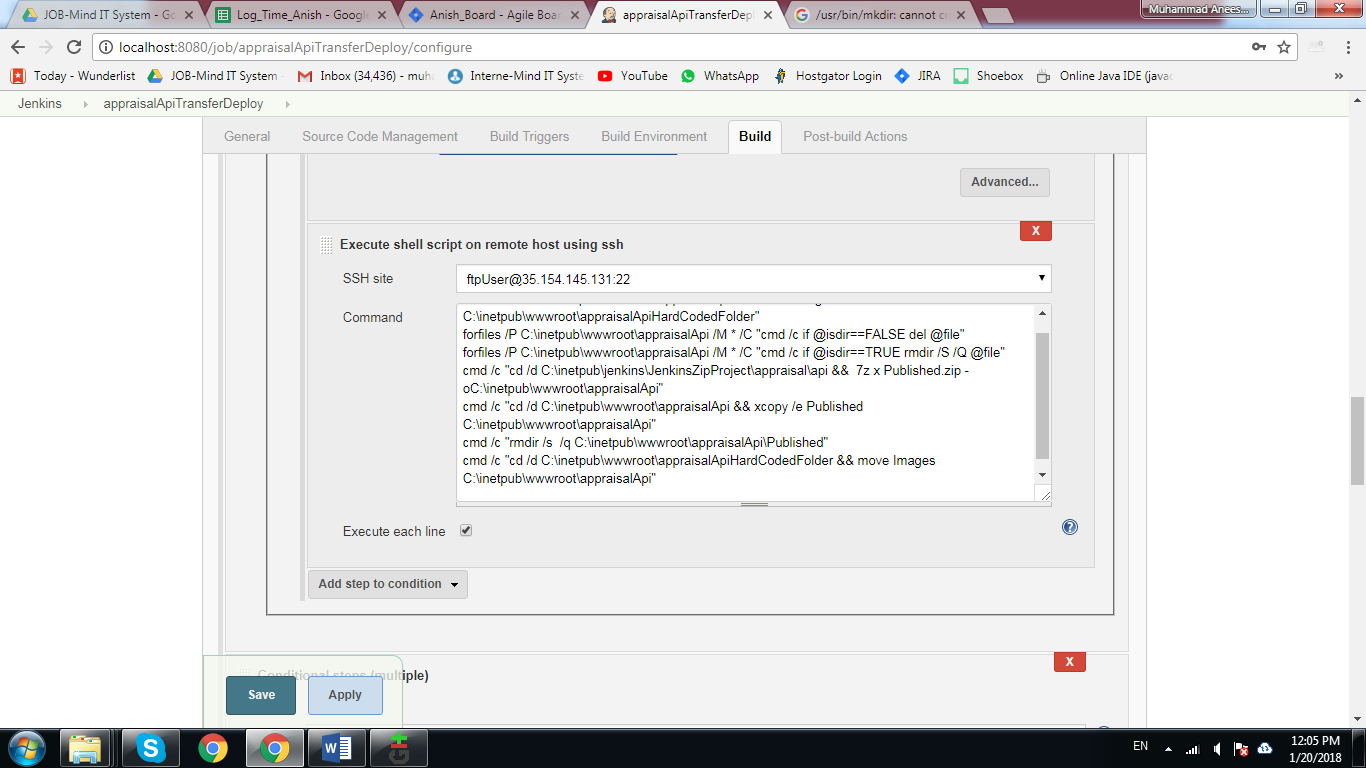 JOB-Mind IT System - Go
Log_Time_Anish - Google
Anish_Board - Agile Boar
appraisalApiTransferDepl
/usr/bin/mkdir: cannot c
Muhammad Anees...
localhost:8080/job/appraisalApiTransferDeploy/configure
Today - Wunderlist
JOB-Mind IT System
Inbox (34,436) - muh
Interne-Mind IT Syste
YouTube
WhatsApp
Hostgator Login
JIRA
Shoebox
Online Java IDE (javac
»
Jenkins
appraisalApiTransferDeploy
General
Source Code Management
Build Triggers
Build Environment
Build
Post-build Actions
Advanced...
X
Execute shell script on remote host using ssh
SSH site
ftpUser@35.154.145.131:22
Command
C:\inetpub\wwwroot\appraisalApiHardCodedFolder"
forfiles /P C:\inetpub\wwwroot\appraisalApi /M * /C "cmd /c if @isdir==FALSE del @file"
forfiles /P C:\inetpub\wwwroot\appraisalApi /M * /C "cmd /c if @isdir==TRUE rmdir /S /Q @file"
cmd /c "cd /d C:\inetpub\jenkins\JenkinsZipProject\appraisal\api &&  7z x Published.zip -
oC:\inetpub\wwwroot\appraisalApi"
cmd /c "cd /d C:\inetpub\wwwroot\appraisalApi && xcopy /e Published
C:\inetpub\wwwroot\appraisalApi"
cmd /c "rmdir /s  /q C:\inetpub\wwwroot\appraisalApi\Published"
cmd /c "cd /d C:\inetpub\wwwroot\appraisalApiHardCodedFolder && move Images
C:\inetpub\wwwroot\appraisalApi"
Execute each line
Add step to condition
X
Conditional steps (multiple)
Save
Apply
EN
12:05 PM
1/20/2018